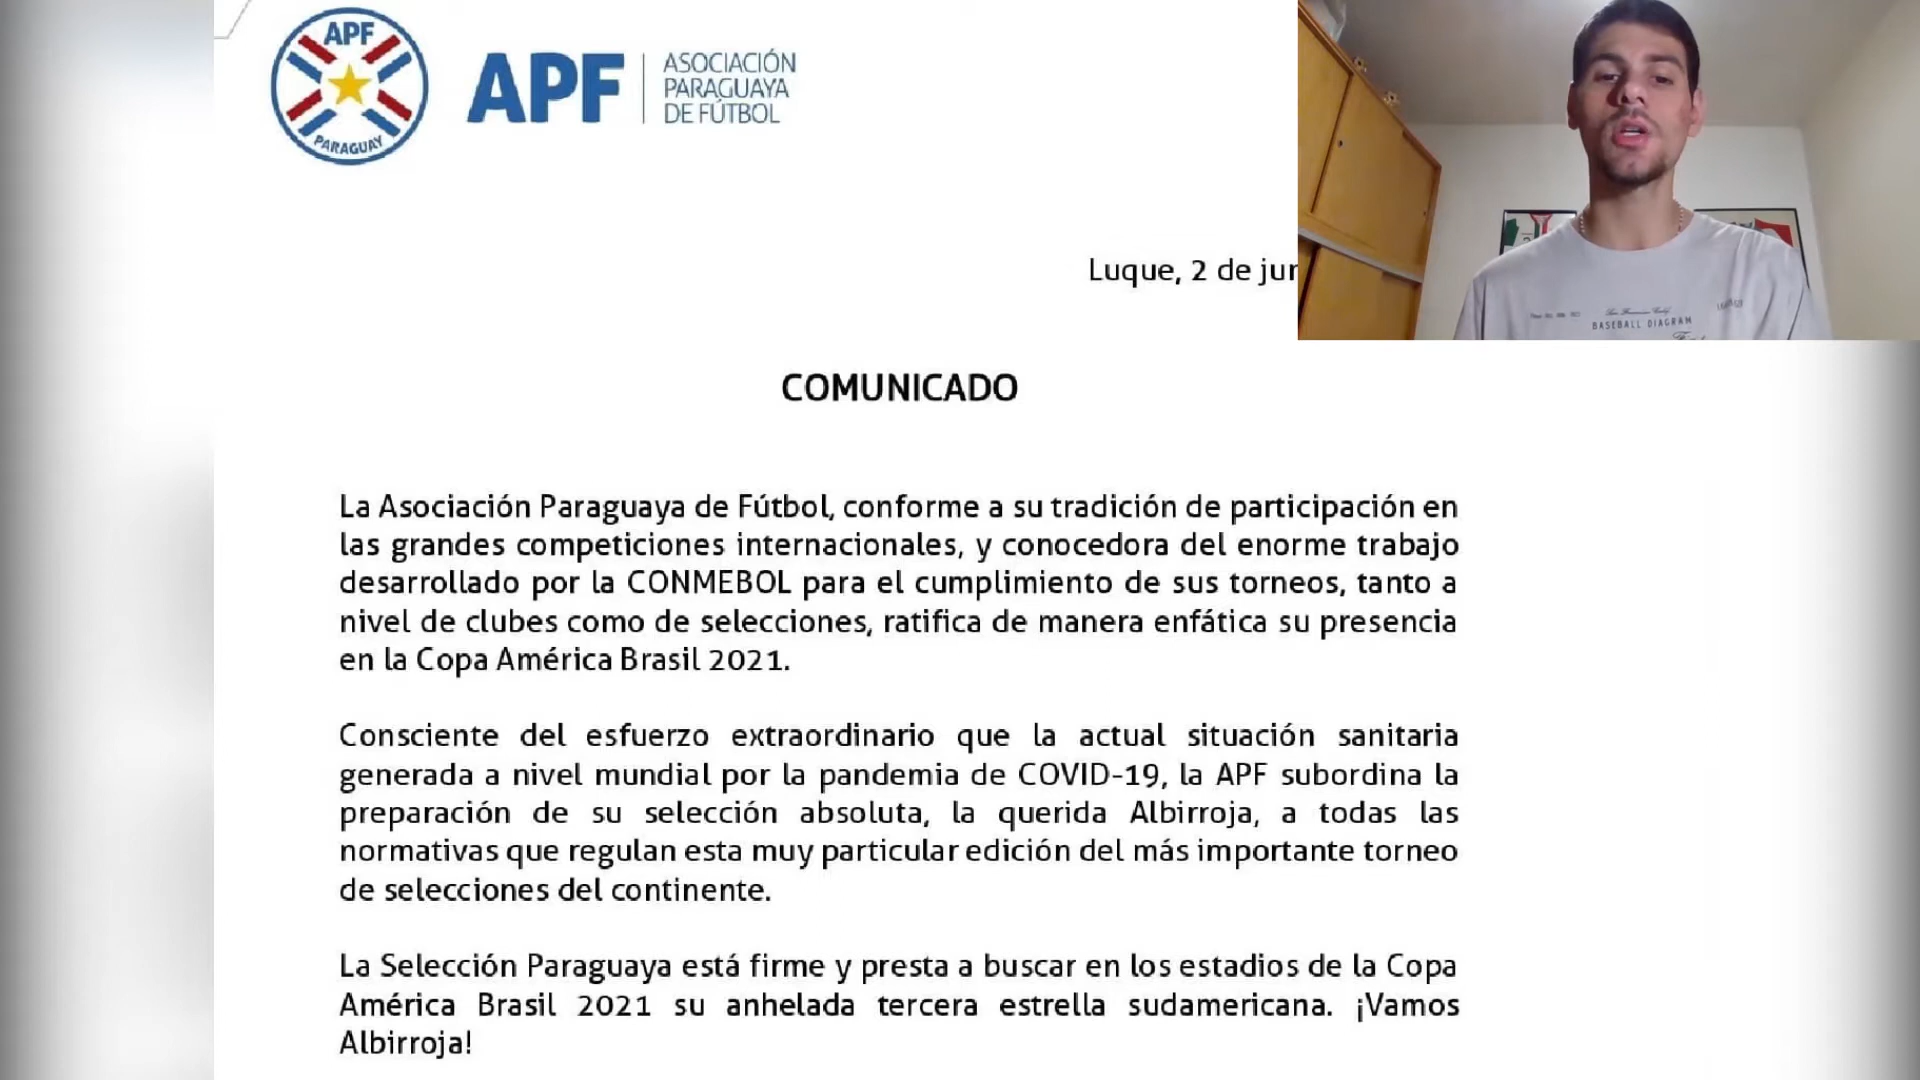 APF
PARAGUAY
APF
ASOCIACIÓN
PARAGUAYA
DE FÚTBOL
Luque, 2 de jun
COMUNICADO
La Asociación Paraguaya de Fútbol, conforme a su tradición de participación en
las grandes competiciones internacionales, y conocedora del enorme trabajo
desarrollado por la CONMEBOL para el cumplimiento de sus torneos, tanto a
nivel de clubes como de selecciones, ratifica de manera enfática su presencia
en la Copa América Brasil 2021.
Consciente del esfuerzo extraordinario que la actual situación sanitaria
generada a nivel mundial por la pandemia de COVID-19, la APF subordina la
preparación de su selección absoluta, la querida Albirroja, a todas las
normativas que regulan esta muy particular edición del más importante torneo
de selecciones del continente.
La Selección Paraguaya está firme y presta a buscar en los estadios de la Copa
América Brasil 2021 su anhelada tercera estrella sudamericana. ¡Vamos
Albirroja!
BASEBALL DIAGRAM